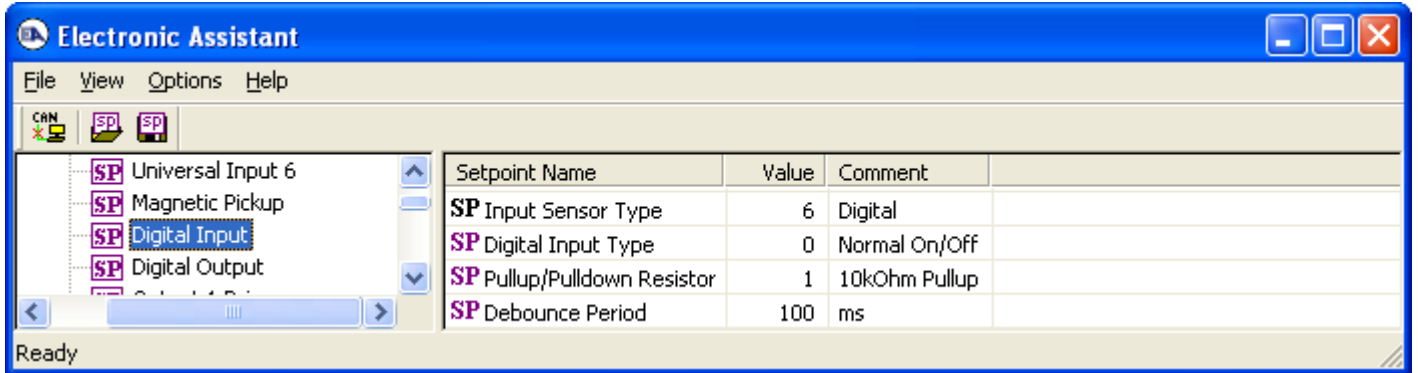 EA Electronic Assistant
File View Options Help
CAN SP SP
SP Universal Input 6
SP Magnetic Pickup
SP Digital Input
SP Digital Output
Setpoint Name Value Comment
SP Input Sensor Type 6 Digital
SP Digital Input Type 0 Normal On/Off
SP Pullup/Pulldown Resistor 1 10kOhm Pullup
SP Debounce Period 100 ms
Ready